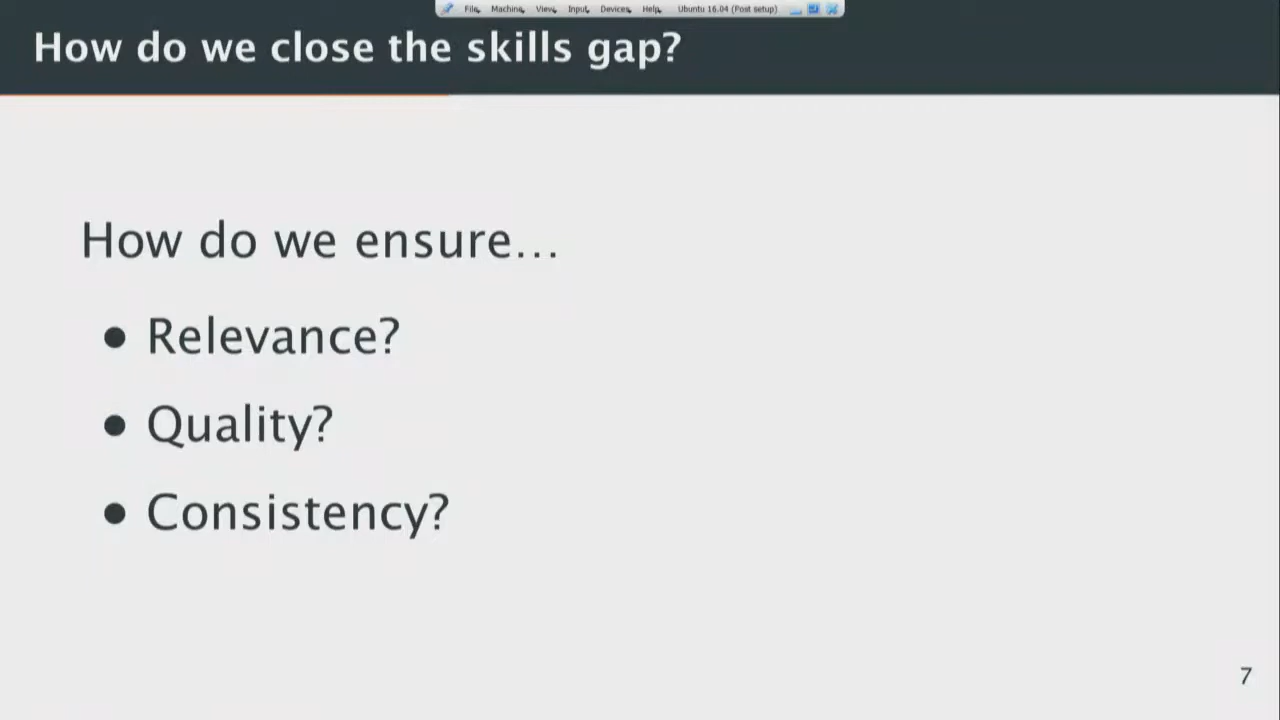 File Machine View Input Devices Help Ubuntu 16.04 (Post setup)
How do we close the skills gap?
How do we ensure...
• Relevance?
• Quality?
• Consistency?
7